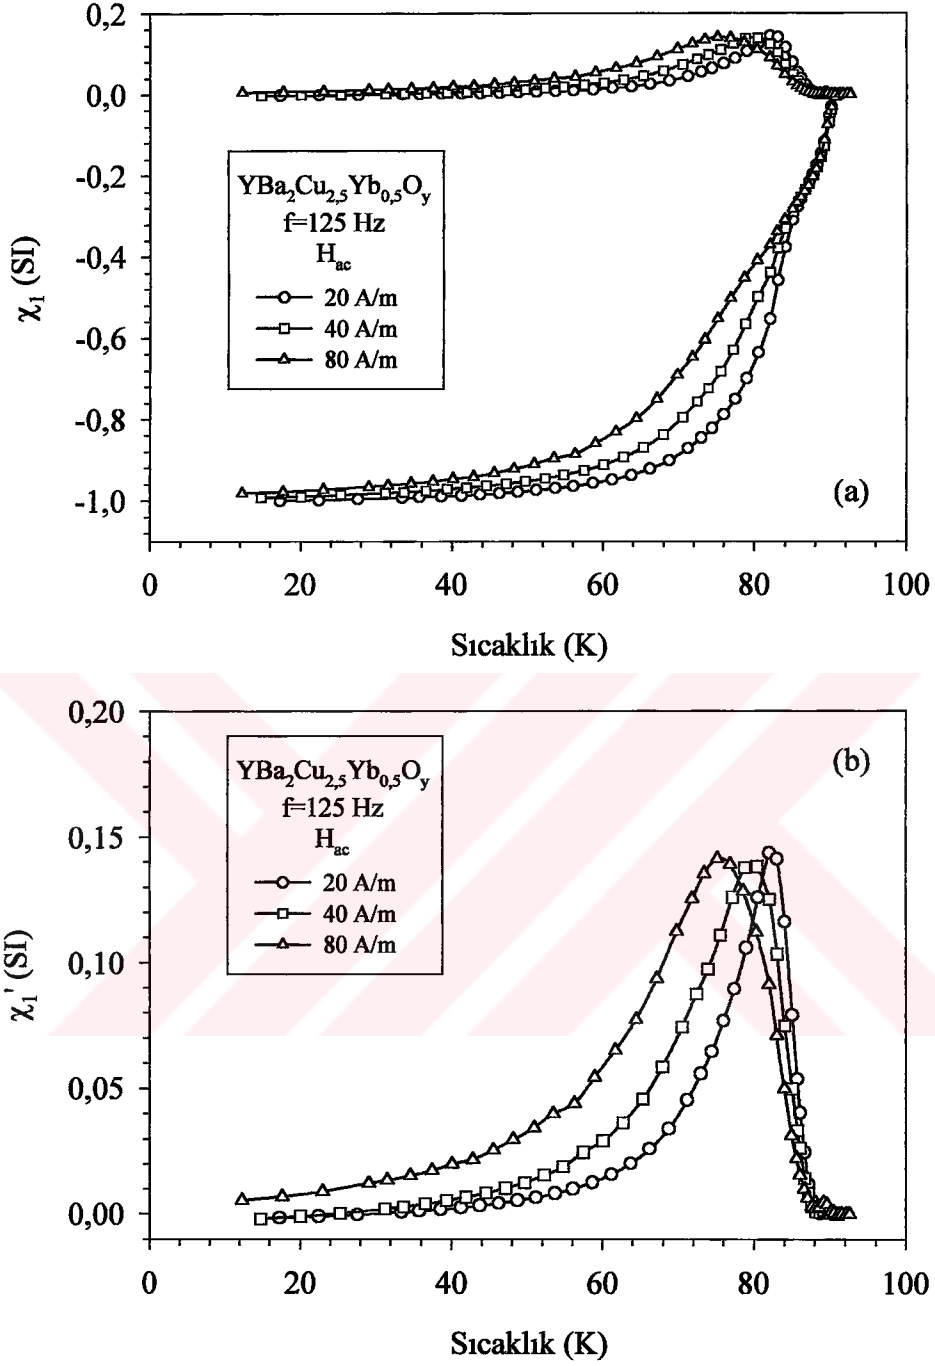 0,2
0,0
-0,2
-0,4
-0,6
-0,8
-1,0
χ₁ (SI)
YBa₂Cu₂,₅Yb₀,₅Oy
f=125 Hz
Hac
20 A/m
40 A/m
80 A/m
(a)
0 20 40 60 80 100
Sıcaklık (K)
0,20
0,15
0,10
0,05
0,00
χ₁' (SI)
YBa₂Cu₂,₅Yb₀,₅Oy
f=125 Hz
Hac
20 A/m
40 A/m
80 A/m
(b)
0 20 40 60 80 100
Sıcaklık (K)